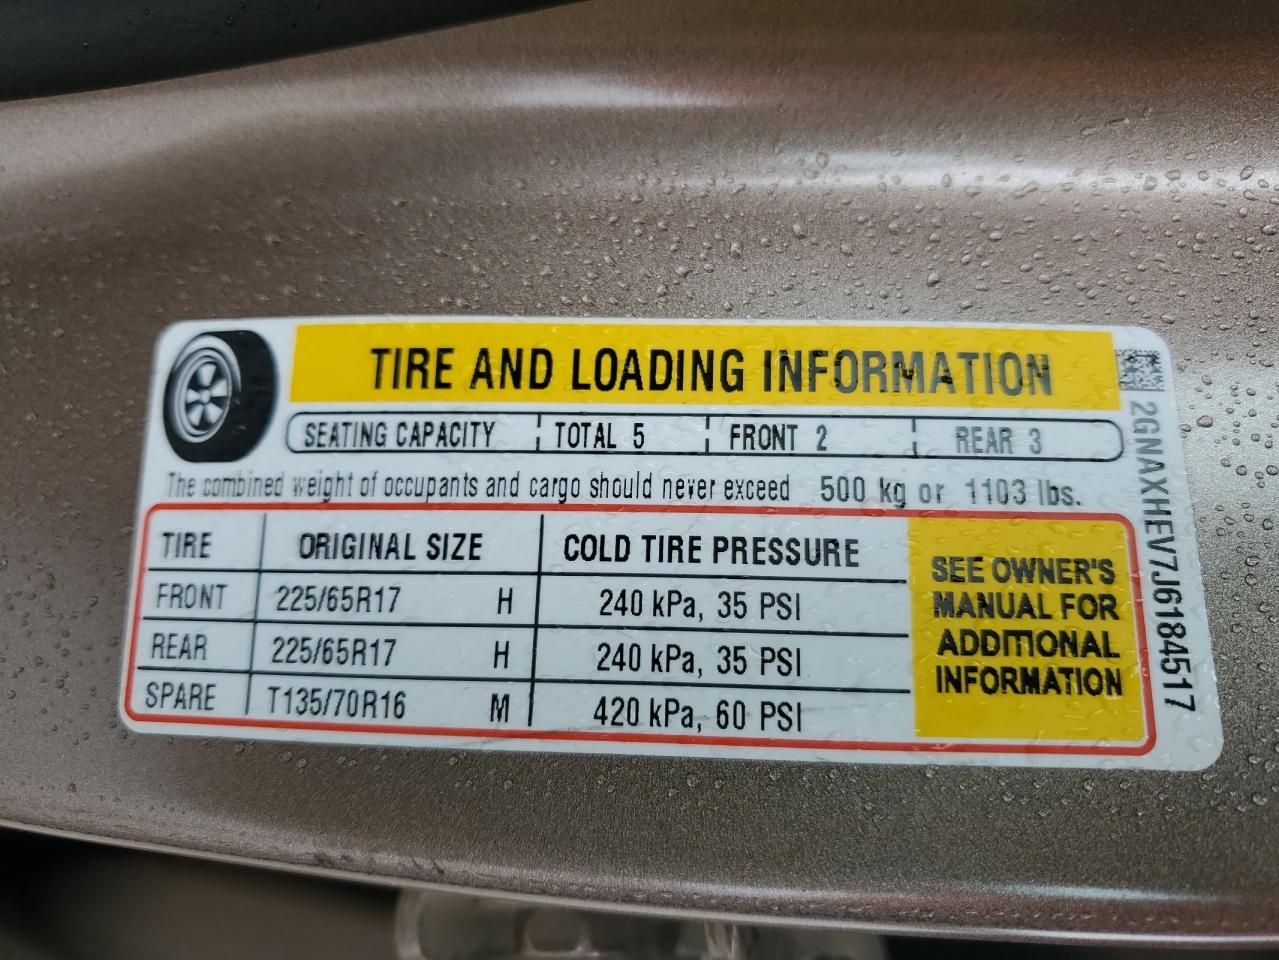 TIRE AND LOADING INFORMATION
SEATING CAPACITY TOTAL 5 FRONT 2 REAR 3
The combined weight of occupants and cargo should never exceed 500 kg or 1103 lbs.
TIRE ORIGINAL SIZE COLD TIRE PRESSURE
FRONT 225/65R17 H 240 kPa, 35 PSI
REAR 225/65R17 H 240 kPa, 35 PSI
SPARE T135/70R16 M 420 kPa, 60 PSI
SEE OWNER'S
MANUAL FOR
ADDITIONAL
INFORMATION
2GNAXHEV7J6184517